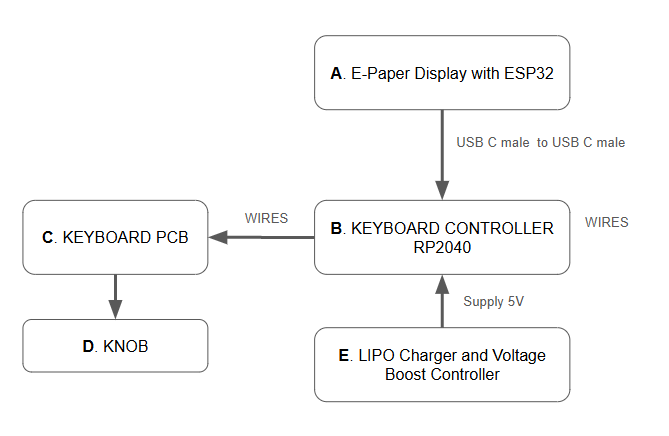 A. E-Paper Display with ESP32
USB C male to USB C male
WIRES
C. KEYBOARD PCB
B. KEYBOARD CONTROLLER
RP2040
WIRES
Supply 5V
D. KNOB
E. LIPO Charger and Voltage
Boost Controller